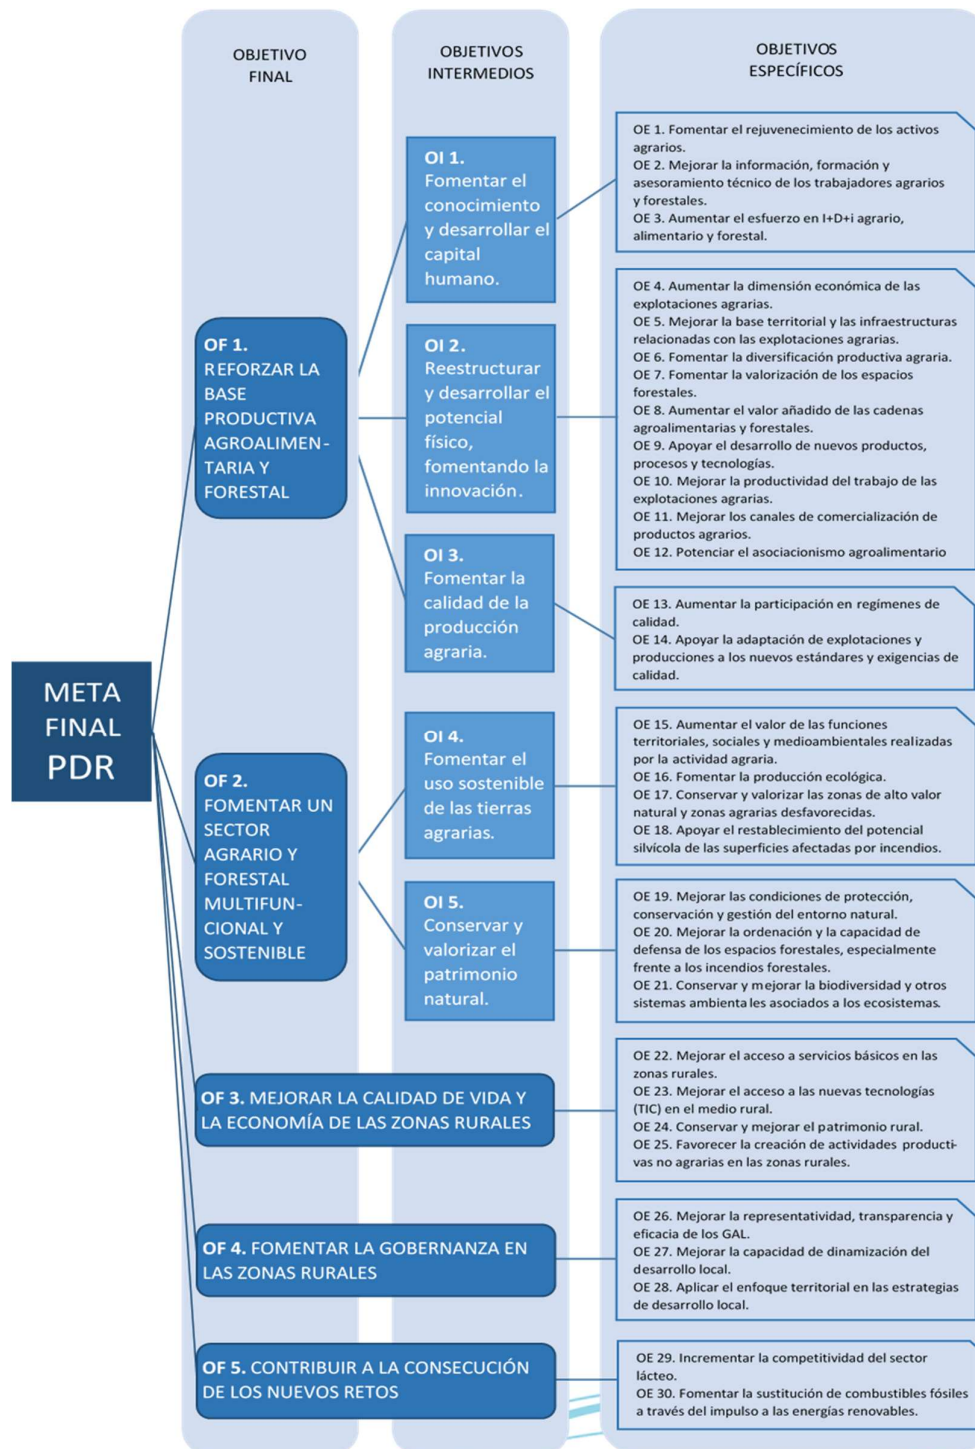 OBJETIVO
FINAL
OBJETIVOS
INTERMEDIOS
OBJETIVOS
ESPECÍFICOS
META
FINAL
PDR
OF 1.
REFORZAR LA
BASE
PRODUCTIVA
AGROALIMEN-
TARIA Y
FORESTAL
OI 1.
Fomentar el
conocimiento
y desarrollar el
capital
humano.
OE 1. Fomentar el rejuvenecimiento de los activos
agrarios.
OE 2. Mejorar la información, formación y
asesoramiento técnico de los trabajadores agrarios
y forestales.
OE 3. Aumentar el esfuerzo en I+D+i agrario,
alimentario y forestal.
OI 2.
Reestructurar
y desarrollar el
potencial
físico,
fomentando la
innovación.
OE 4. Aumentar la dimensión económica de las
explotaciones agrarias.
OE 5. Mejorar la base territorial y las infraestructuras
relacionadas con las explotaciones agrarias.
OE 6. Fomentar la diversificación productiva agraria.
OE 7. Fomentar la valorización de los espacios
forestales.
OE 8. Aumentar el valor añadido de las cadenas
agroalimentarias y forestales.
OE 9. Apoyar el desarrollo de nuevos productos,
procesos y tecnologías.
OE 10. Mejorar la productividad del trabajo de las
explotaciones agrarias.
OE 11. Mejorar los canales de comercialización de
productos agrarios.
OE 12. Potenciar el asociacionismo agroalimentario
OI 3.
Fomentar la
calidad de la
producción
agraria.
OE 13. Aumentar la participación en regímenes de
calidad.
OE 14. Apoyar la adaptación de explotaciones y
producciones a los nuevos estándares y exigencias de
calidad.
OF 2.
FOMENTAR UN
SECTOR
AGRARIO Y
FORESTAL
MULTIFUN-
CIONAL Y
SOSTENIBLE
OI 4.
Fomentar el
uso sostenible
de las tierras
agrarias.
OE 15. Aumentar el valor de las funciones
territoriales, sociales y medioambientales realizadas
por la actividad agraria.
OE 16. Fomentar la producción ecológica.
OE 17. Conservar y valorizar las zonas de alto valor
natural y zonas agrarias desfavorecidas.
OE 18. Apoyar el restablecimiento del potencial
silvícola de las superficies afectadas por incendios.
OI 5.
Conservar y
valorizar el
patrimonio
natural.
OE 19. Mejorar las condiciones de protección,
conservación y gestión del entorno natural.
OE 20. Mejorar la ordenación y la capacidad de
defensa de los espacios forestales, especialmente
frente a los incendios forestales.
OE 21. Conservar y mejorar la biodiversidad y otros
sistemas ambienta les asociados a los ecosistemas.
OF 3. MEJORAR LA CALIDAD DE VIDA Y
LA ECONOMÍA DE LAS ZONAS RURALES
OE 22. Mejorar el acceso a servicios básicos en las
zonas rurales.
OE 23. Mejorar el acceso a las nuevas tecnologías
(TIC) en el medio rural.
OE 24. Conservar y mejorar el patrimonio rural.
OE 25. Favorecer la creación de actividades producti-
vas no agrarias en las zonas rurales.
OF 4. FOMENTAR LA GOBERNANZA EN
LAS ZONAS RURALES
OE 26. Mejorar la representatividad, transparencia y
eficacia de los GAL.
OE 27. Mejorar la capacidad de dinamización del
desarrollo local.
OE 28. Aplicar el enfoque territorial en las estrategias
de desarrollo local.
OF 5. CONTRIBUIR A LA CONSECUCIÓN
DE LOS NUEVOS RETOS
OE 29. Incrementar la competitividad del sector
lácteo.
OE 30. Fomentar la sustitución de combustibles fósiles
a través del impulso a las energías renovables.